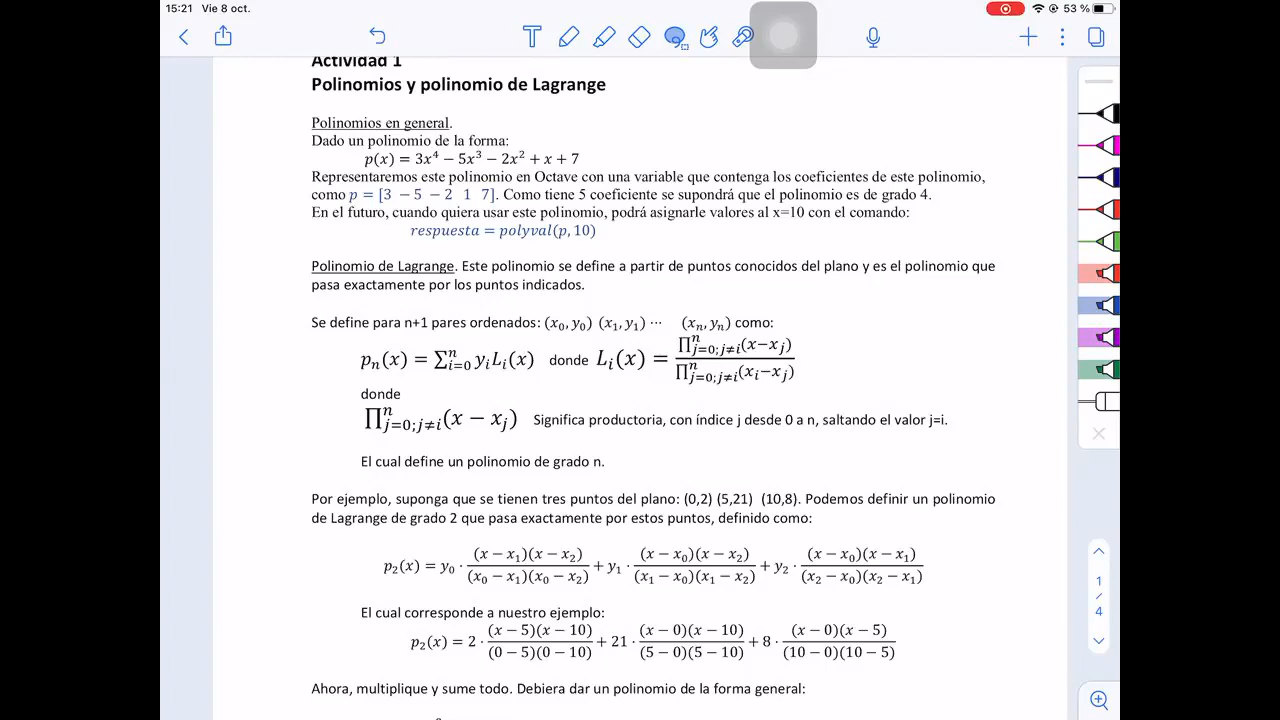 15:21 Vie 8 oct. 53 %
Actividad 1
Polinomios y polinomio de Lagrange
Polinomios en general.
Dado un polinomio de la forma:
p(x) = 3x⁴ − 5x³ − 2x² + x + 7
Representaremos este polinomio en Octave con una variable que contenga los coeficientes de este polinomio,
como p = [3 − 5 − 2 1 7]. Como tiene 5 coeficiente se supondrá que el polinomio es de grado 4.
En el futuro, cuando quiera usar este polinomio, podrá asignarle valores al x=10 con el comando:
respuesta = polyval(p, 10)
Polinomio de Lagrange. Este polinomio se define a partir de puntos conocidos del plano y es el polinomio que
pasa exactamente por los puntos indicados.
Se define para n+1 pares ordenados: (x₀, y₀) (x₁, y₁) ⋯ (xₙ, yₙ) como:
pₙ(x) = ∑ⁿᵢ₌₀ yᵢLᵢ(x) donde Lᵢ(x) = ∏ⁿⱼ₌₀;ⱼ≠ᵢ(x−xⱼ) / ∏ⁿⱼ₌₀;ⱼ≠ᵢ(xᵢ−xⱼ)
donde
∏ⁿⱼ₌₀;ⱼ≠ᵢ(x − xⱼ) Significa productoria, con índice j desde 0 a n, saltando el valor j=i.
El cual define un polinomio de grado n.
Por ejemplo, suponga que se tienen tres puntos del plano: (0,2) (5,21) (10,8). Podemos definir un polinomio
de Lagrange de grado 2 que pasa exactamente por estos puntos, definido como:
p₂(x) = y₀ · (x − x₁)(x − x₂) / (x₀ − x₁)(x₀ − x₂) + y₁ · (x − x₀)(x − x₂) / (x₁ − x₀)(x₁ − x₂) + y₂ · (x − x₀)(x − x₁) / (x₂ − x₀)(x₂ − x₁)
El cual corresponde a nuestro ejemplo:
p₂(x) = 2 · (x − 5)(x − 10) / (0 − 5)(0 − 10) + 21 · (x − 0)(x − 10) / (5 − 0)(5 − 10) + 8 · (x − 0)(x − 5) / (10 − 0)(10 − 5)
Ahora, multiplique y sume todo. Debiera dar un polinomio de la forma general:
1
/
4